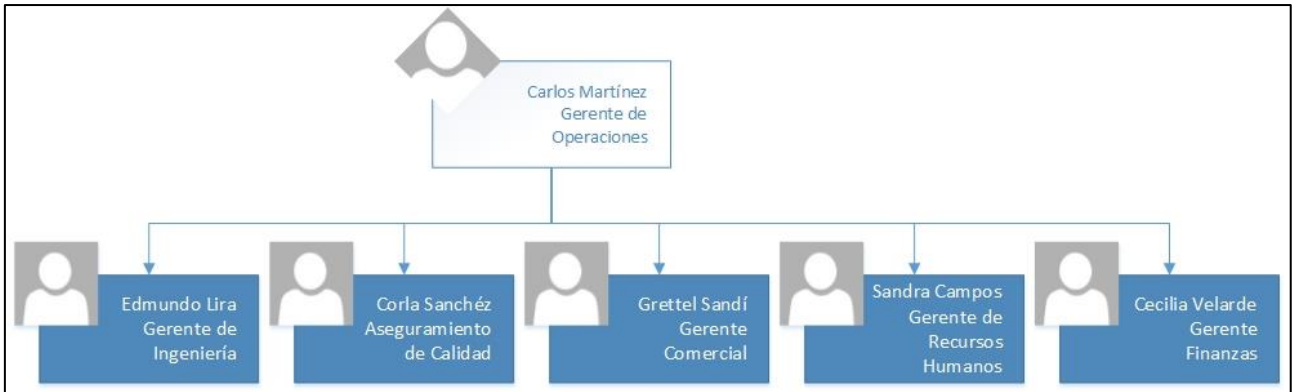 Carlos Martínez
Gerente de
Operaciones
Edmundo Lira
Gerente de
Ingeniería
Corla Sanchéz
Aseguramiento
de Calidad
Grettel Sandí
Gerente
Comercial
Sandra Campos
Gerente de
Recursos
Humanos
Cecilia Velarde
Gerente
Finanzas